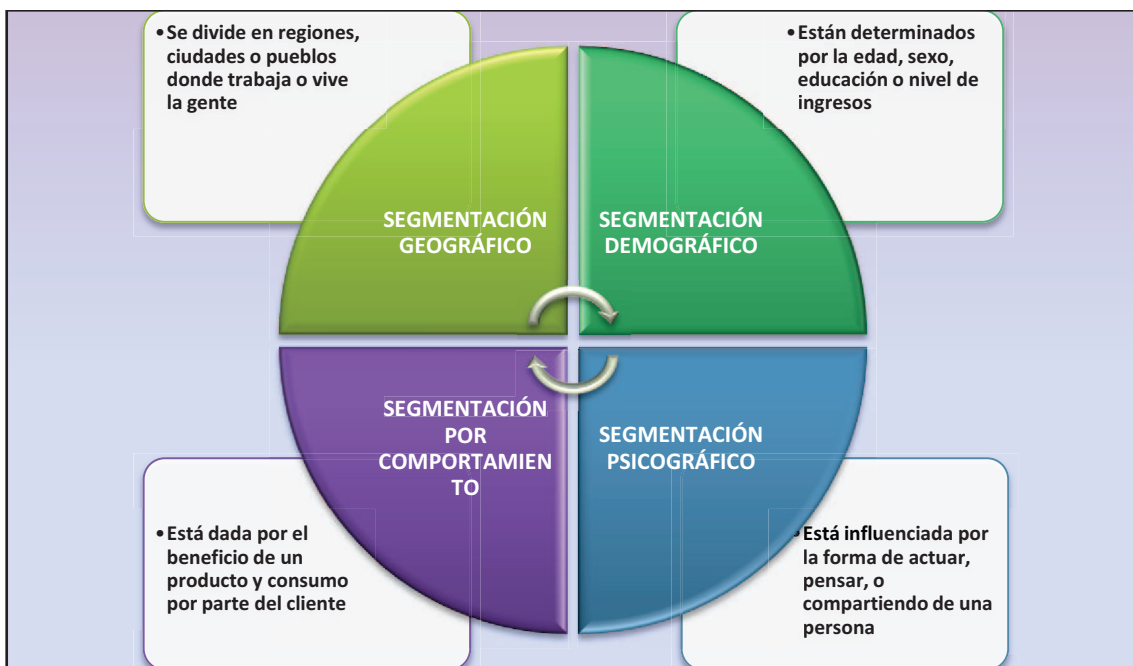 •Se divide en regiones,
ciudades o pueblos
donde trabaja o vive
la gente
•Están determinados
por la edad, sexo,
educación o nivel de
ingresos
SEGMENTACIÓN
GEOGRÁFICO
SEGMENTACIÓN
DEMOGRÁFICO
SEGMENTACIÓN
POR
COMPORTAMIEN
TO
SEGMENTACIÓN
PSICOGRÁFICO
•Está dada por el
beneficio de un
producto y consumo
por parte del cliente
•Está influenciada por
la forma de actuar,
pensar, o
compartiendo de una
persona